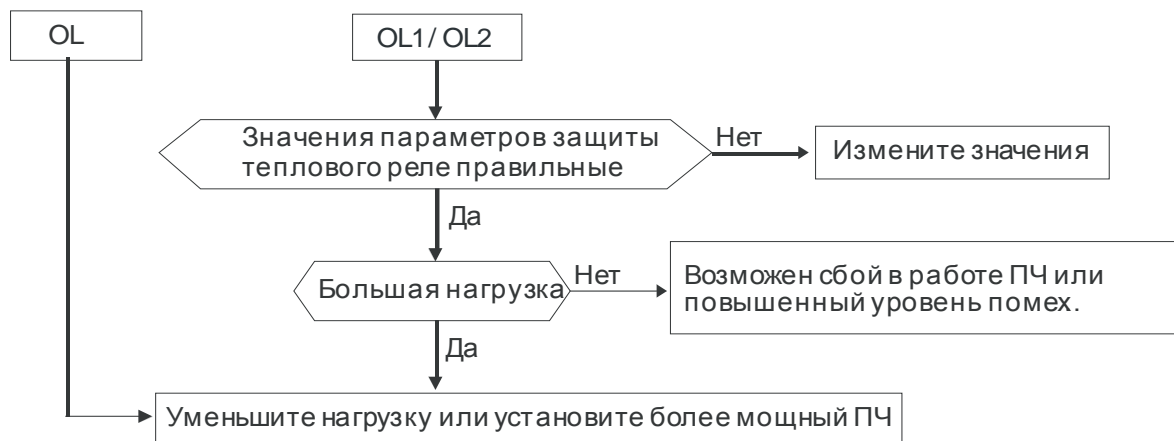 OL
OL1/ OL2
Значения параметров защиты
теплового реле правильные
Нет
Измените значения
Да
Большая нагрузка
Нет
Возможен сбой в работе ПЧ или
повышенный уровень помех.
Да
Уменьшите нагрузку или установите более мощный ПЧ